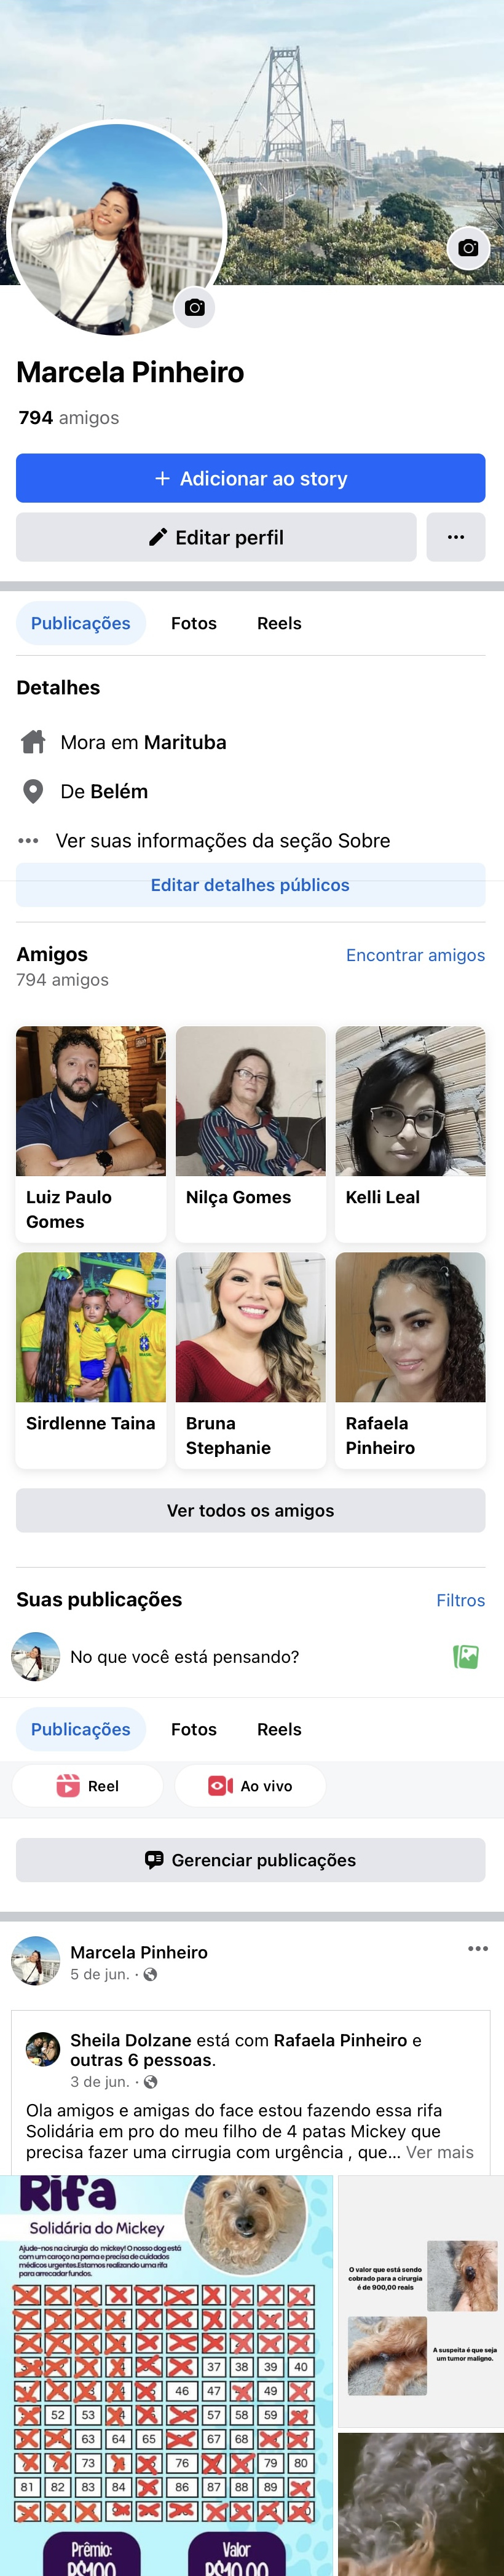 Marcela Pinheiro
794 amigos
Adicionar ao story
Editar perfil
Publicações Fotos Reels
Detalhes
Mora em Marituba
De Belém
Ver suas informações da seção Sobre
Editar detalhes públicos
Amigos Encontrar amigos
794 amigos
Luiz Paulo
Gomes
Nilça Gomes
Kelli Leal
Sirdlenne Taina
Bruna
Stephanie
Rafaela
Pinheiro
Ver todos os amigos
Suas publicações Filtros
No que você está pensando?
Publicações Fotos Reels
Reel Ao vivo
Gerenciar publicações
Marcela Pinheiro
5 de jun. ·
Sheila Dolzane está com Rafaela Pinheiro e
outras 6 pessoas.
3 de jun. ·
Ola amigos e amigas do face estou fazendo essa rifa
Solidária em pro do meu filho de 4 patas Mickey que
precisa fazer uma cirrugia com urgência , que... Ver mais
Rifa
Solidária do Mickey
Ajude-nos na cirurgia do mickey! O nosso dog está
com um caroço na perna e precisa de cuidados
médicos urgentes. Estamos realizando uma rifa
para arrecadar fundos.
37 38 39 40
46 47 49
52 53 57 58 59
63 64 65 67 68
73 76 79 80
81 82 83 84 86 87 88 89
Prêmio:
R$100
Valor
R$10,00
O valor que está sendo
cobrado para a cirurgia
é de 900,00 reais
A suspeita é que seja
um tumor maligno.